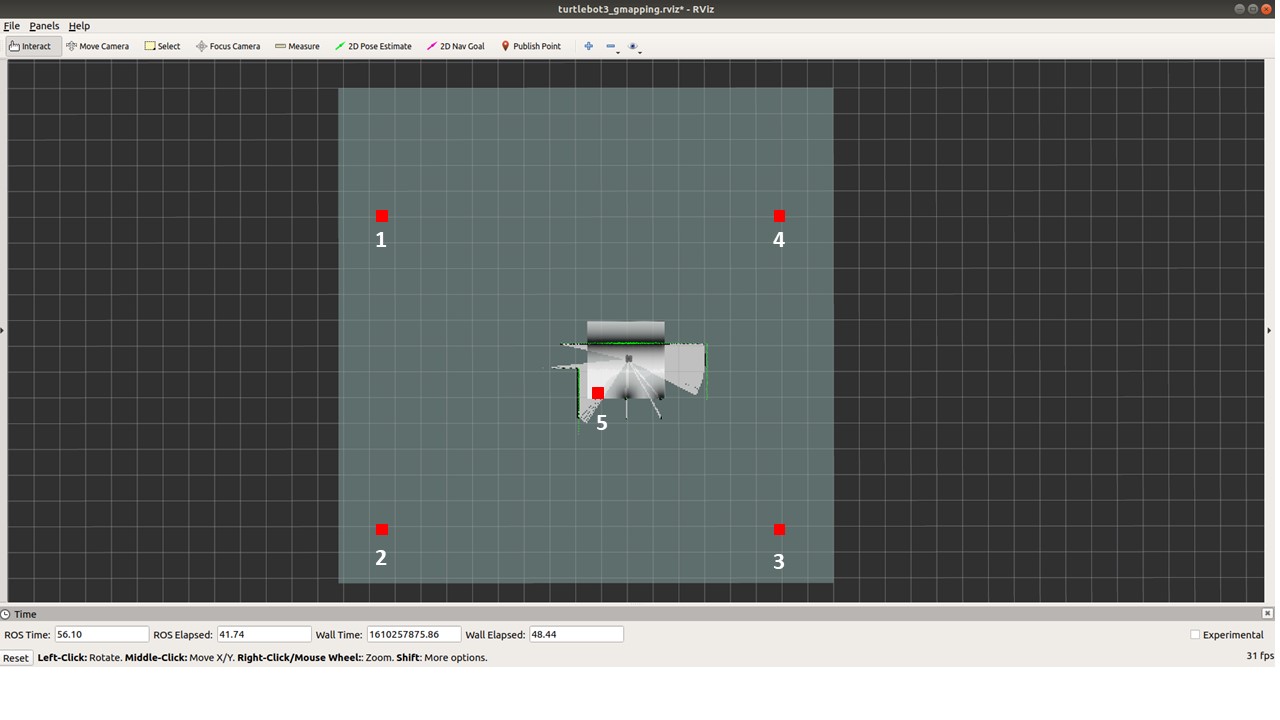 turtlebot3_gmapping.rviz* - RViz
File Panels Help
Interact Move Camera Select Focus Camera Measure 2D Pose Estimate 2D Nav Goal Publish Point
1
4
5
2
3
Time
ROS Time: 56.10 ROS Elapsed: 41.74 Wall Time: 1610257875.86 Wall Elapsed: 48.44 Experimental
Reset Left-Click: Rotate. Middle-Click: Move X/Y. Right-Click/Mouse Wheel:: Zoom. Shift: More options. 31 fps